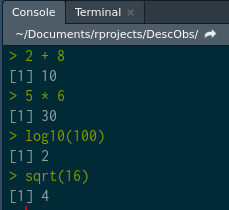 Console Terminal ×
~/Documents/rprojects/DescObs/
> 2 + 8
[1] 10
> 5 * 6
[1] 30
> log10(100)
[1] 2
> sqrt(16)
[1] 4